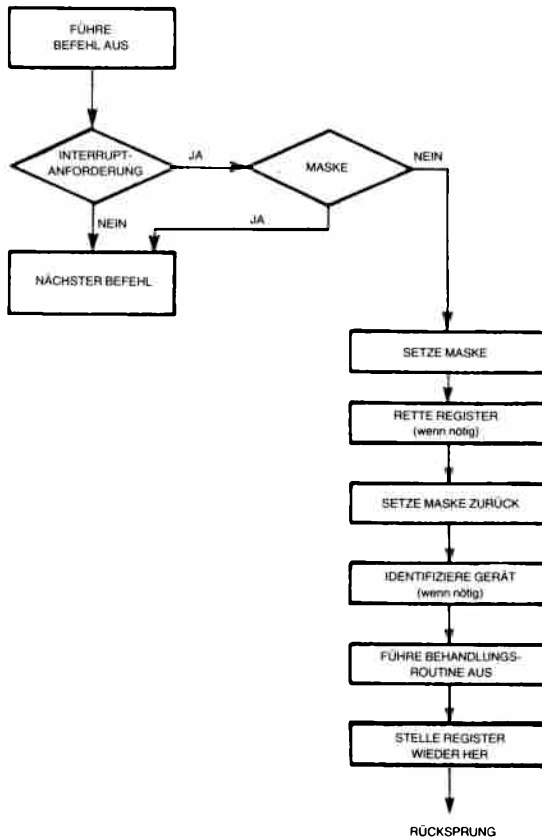 FÜHRE
BEFEHL AUS
INTERRUPT-
ANFORDERUNG
JA
MASKE
NEIN
NEIN
JA
NÄCHSTER BEFEHL
SETZE MASKE
RETTE REGISTER
(wenn nötig)
SETZE MASKE ZURÜCK
IDENTIFIZIERE GERÄT
(wenn nötig)
FÜHRE BEHANDLUNGS-
ROUTINE AUS
STELLE REGISTER
WIEDER HER
RÜCKSPRUNG